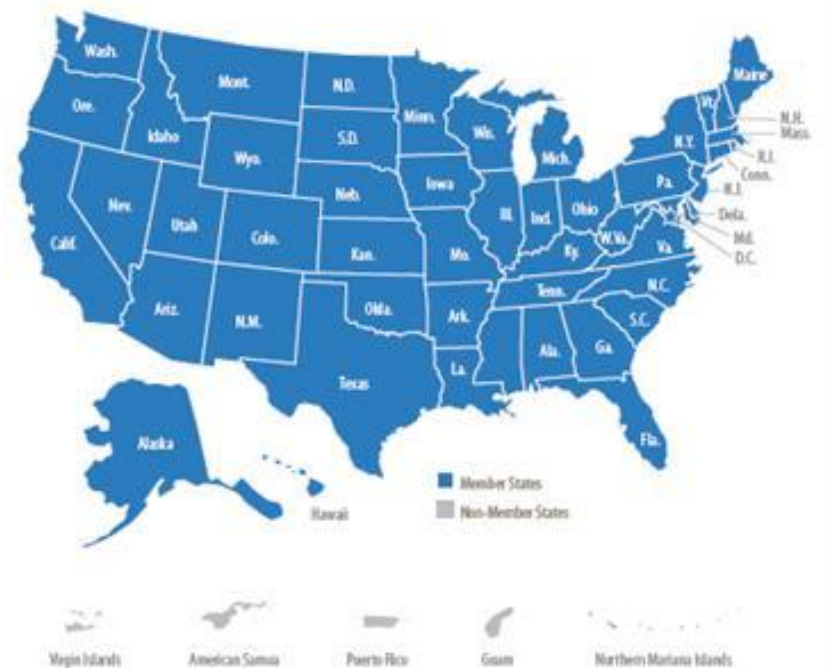 Wash.
Ore.
Calif.
Idaho
Nev.
Mont.
Wyo.
Utah
Ariz.
Colo.
N.M.
N.D.
S.D.
Neb.
Kan.
Okla.
Texas
Minn.
Iowa
Mo.
Ark.
La.
Wis.
Ill.
Mich.
Ind.
Ohio
Ky.
Tenn.
Ala.
Ga.
Fla.
S.C.
N.C.
Va.
W.Va.
Pa.
N.Y.
Vt.
Maine
N.H.
Mass.
R.I.
Conn.
N.J.
Dela.
Md.
D.C.
Alaska
Hawaii
Member States
Non-Member States
Virgin Islands
American Samoa
Puerto Rico
Guam
Northern Mariana Islands